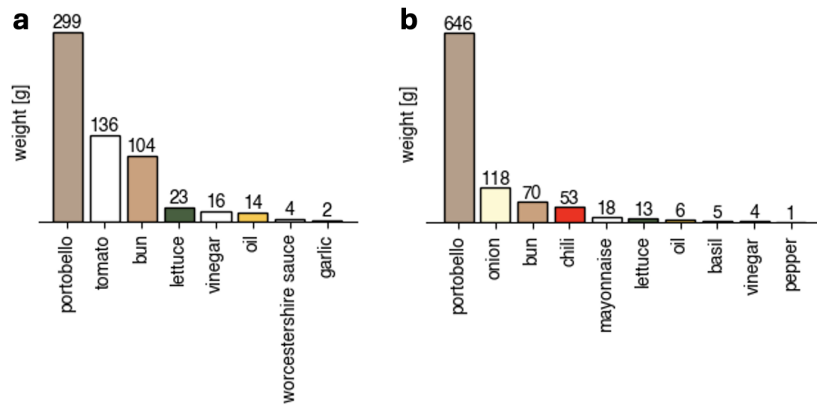 a
weight [g]
299
136
104
23
16
14
4
2
portobello
tomato
bun
lettuce
vinegar
oil
worcestershire sauce
garlic
b
weight [g]
646
118
70
53
18
13
6
5
4
1
portobello
onion
bun
chili
mayonnaise
lettuce
oil
basil
vinegar
pepper